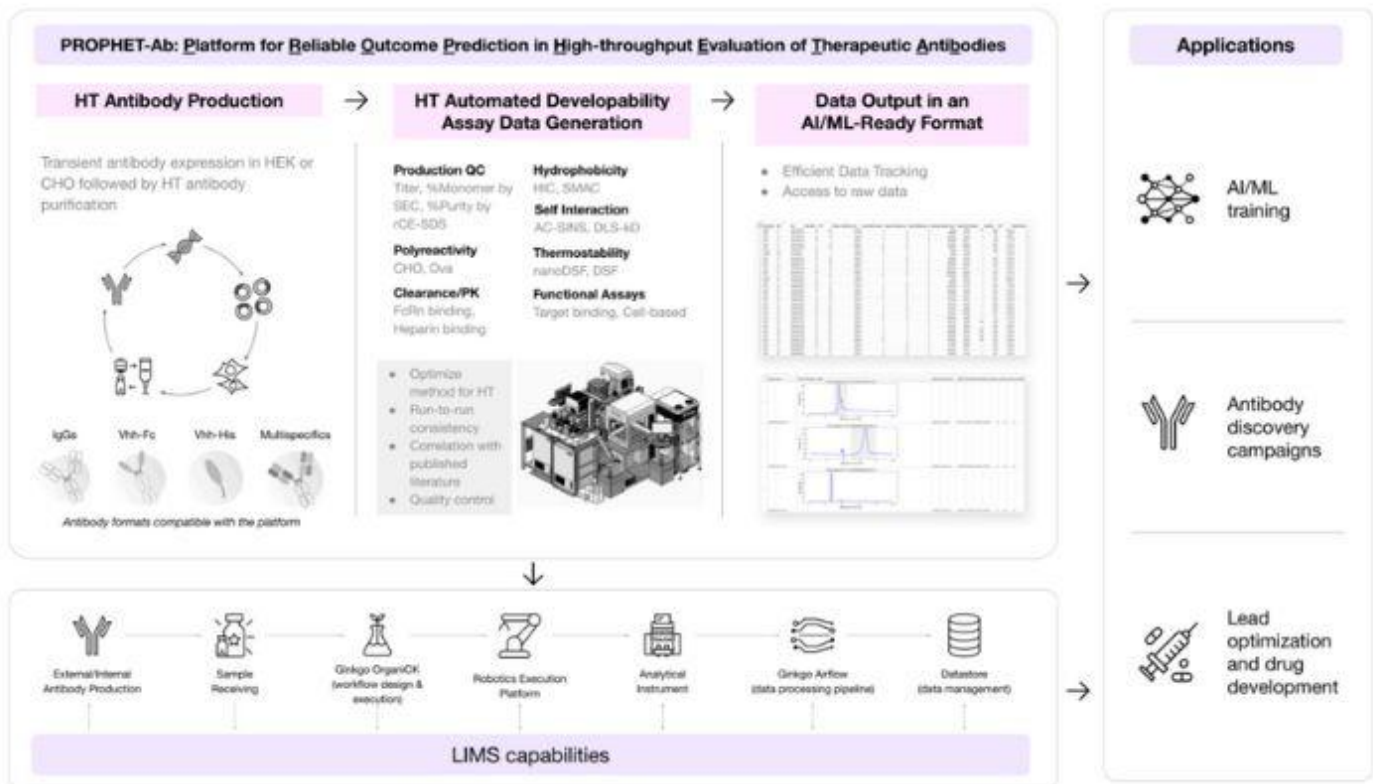 PROPHET-Ab: Platform for Reliable Outcome Prediction in High-throughput Evaluation of Therapeutic Antibodies
HT Antibody Production
Transient antibody expression in HEK or
CHO followed by HT antibody
purification
IgGs
Vhh-Fc
Vhh-His
Multispecifics
Antibody formats compatible with the platform
HT Automated Developability
Assay Data Generation
Production QC
Titer, %Monomer by
SEC, %Purity by
rCE-SDS
Polyreactivity
CHO, Ova
Clearance/PK
FcRn binding,
Heparin binding
Hydrophobicity
HIC, SMAC
Self Interaction
AC-SINS, DLS-kD
Thermostability
nanoDSF, DSF
Functional Assays
Target binding, Cell-based
• Optimize
method for HT
• Run-to-run
consistency
• Correlation with
published
literature
• Quality control
Data Output in an
AI/ML-Ready Format
• Efficient Data Tracking
• Access to raw data
Applications
AI/ML
training
Antibody
discovery
campaigns
Lead
optimization
and drug
development
External/Internal
Antibody Production
Sample
Receiving
Ginkgo OrganiCK
(workflow design &
execution)
Robotics Execution
Platform
Analytical
Instrument
Ginkgo Airflow
(data processing pipeline)
Datastore
(data management)
LIMS capabilities